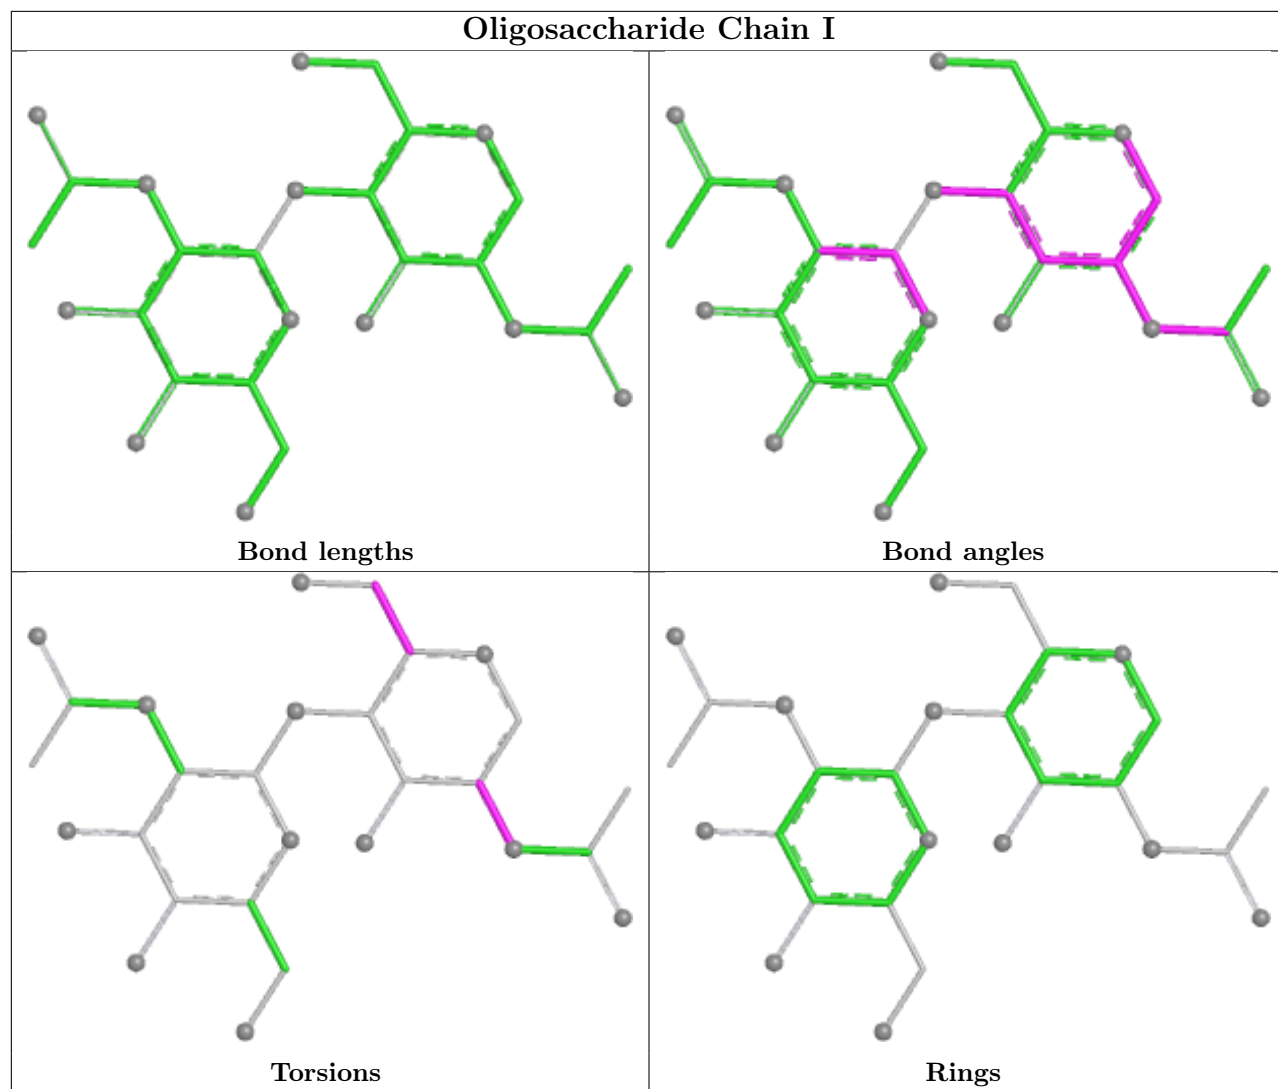 Oligosaccharide Chain I
Bond lengths
Bond angles
Torsions
Rings